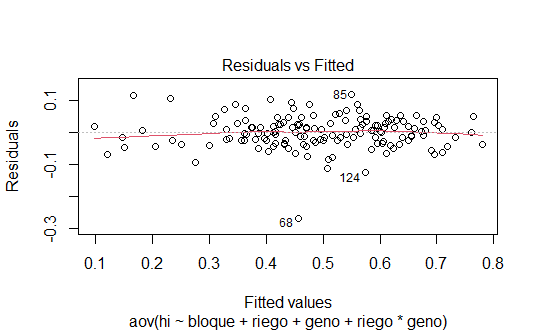 Residuals vs Fitted
Residuals
0.1
-0.1
-0.3
85
124
68
0.1 0.2 0.3 0.4 0.5 0.6 0.7 0.8
Fitted values
aov(hi ~ bloque + riego + geno + riego * geno)